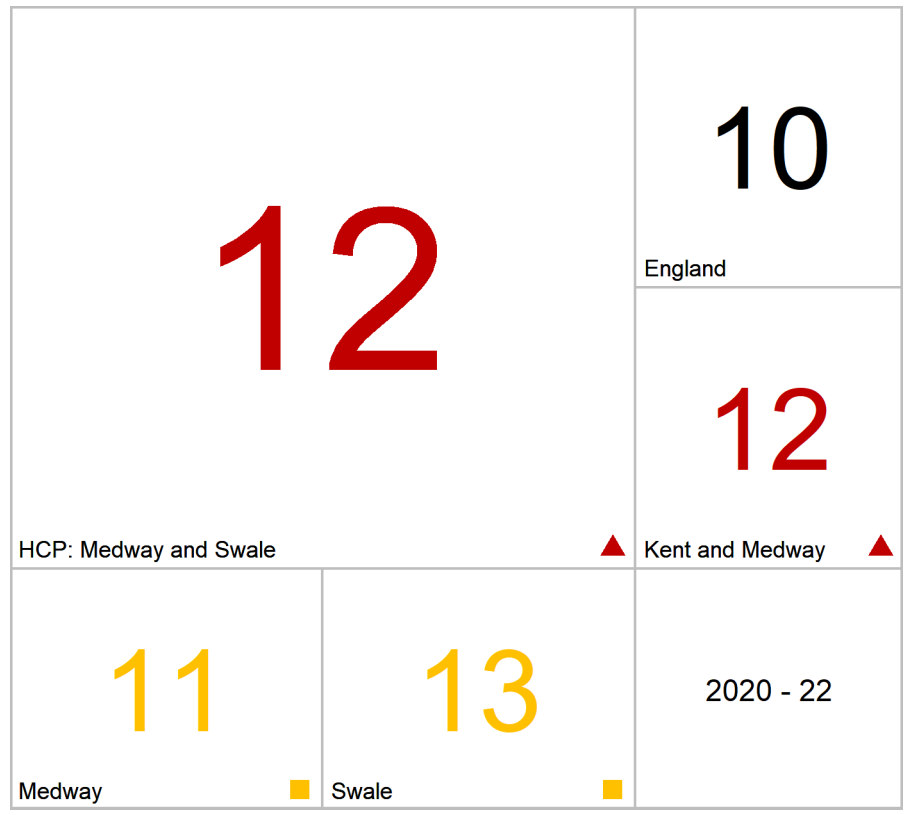 12
HCP: Medway and Swale
10
England
12
Kent and Medway
11
Medway
13
Swale
2020 - 22